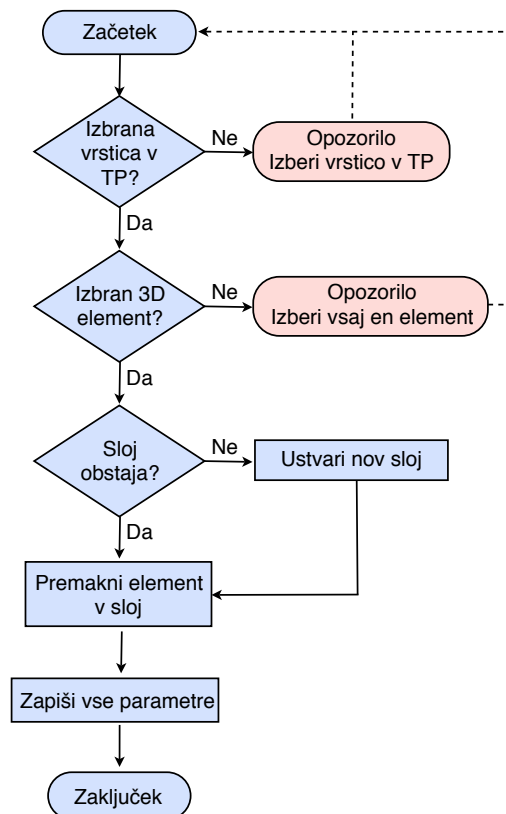 Začetek
Izbrana
vrstica v
TP?
Ne
Opozorilo
Izberi vrstico v TP
Da
Izbran 3D
element?
Ne
Opozorilo
Izberi vsaj en element
Da
Sloj
obstaja?
Ne
Ustvari nov sloj
Da
Premakni element
v sloj
Zapiši vse parametre
Zaključek